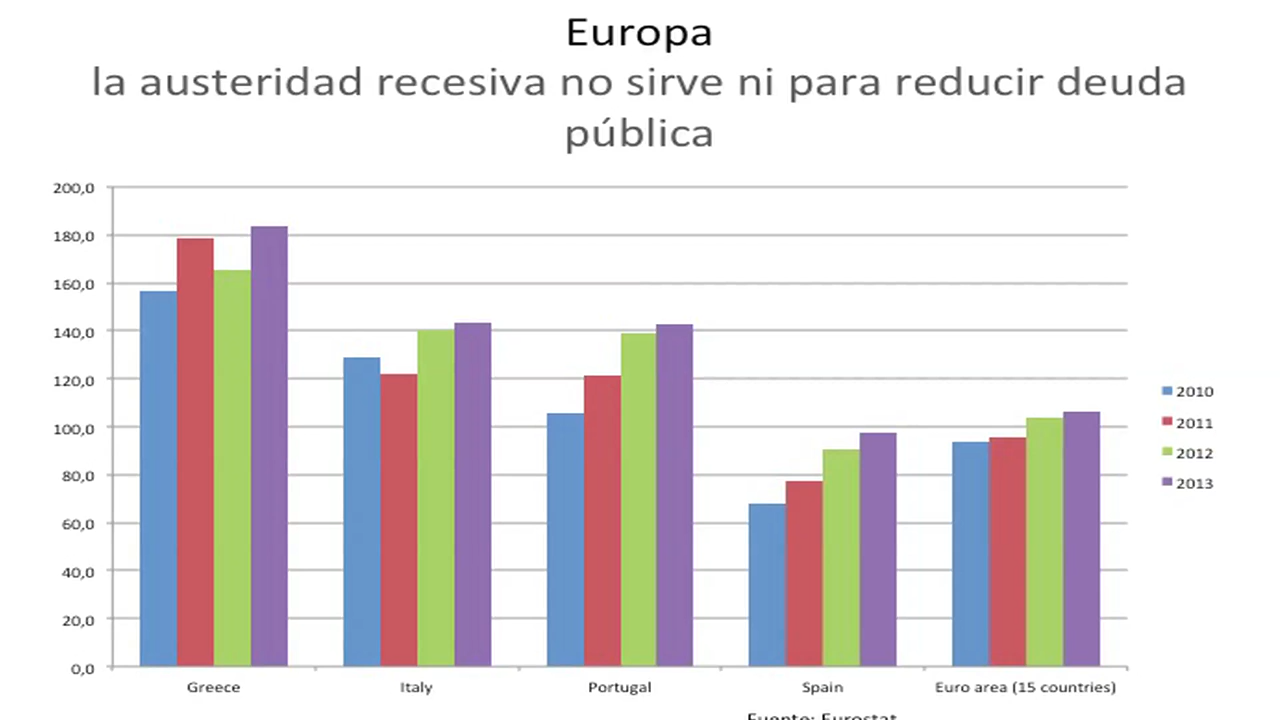 Europa
la austeridad recesiva no sirve ni para reducir deuda
pública
200,0
180,0
160,0
140,0
120,0
100,0
80,0
60,0
40,0
20,0
0,0
Greece
Italy
Portugal
Spain
Euro area (15 countries)
2010
2011
2012
2013
Fuente: Eurostat